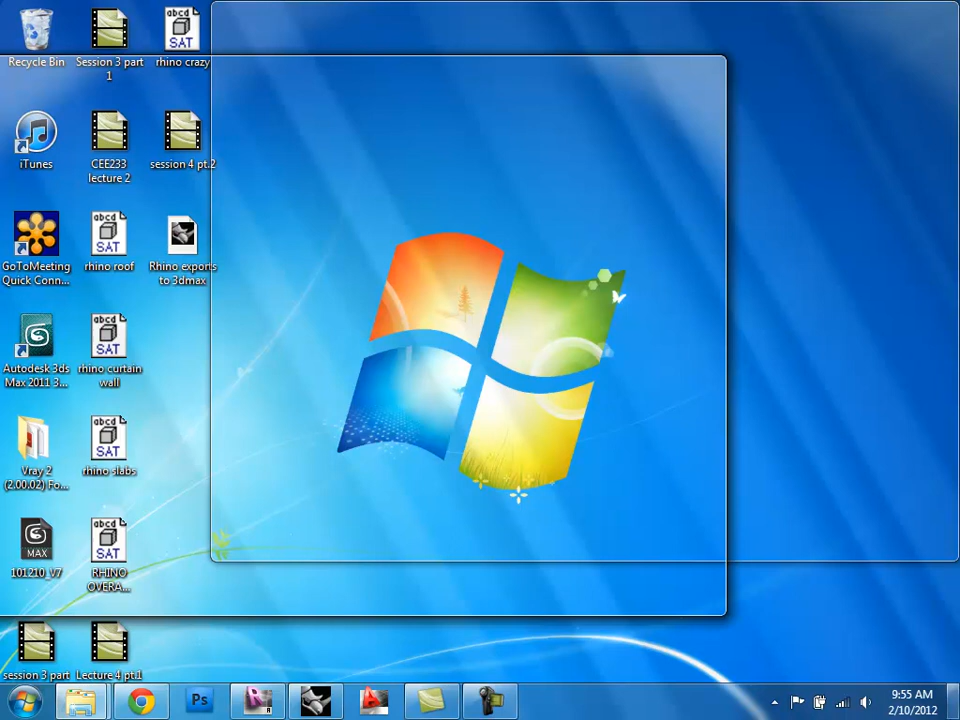 Recycle Bin
Session 3 part
1
abcd
SAT
rhino crazy
iTunes
CEE233
lecture 2
session 4 pt.2
GoToMeeting
Quick Conn...
abcd
SAT
rhino roof
Rhino exports
to 3dmax
Autodesk 3ds
Max 2011 3...
abcd
SAT
rhino curtain
wall
Vray 2
(2.00.02) Fo...
abcd
SAT
rhino slabs
MAX
101210_V7
abcd
SAT
RHINO
OVERA...
session 3 part
Lecture 4 pt.1
Ps
R
A
9:55 AM
2/10/2012